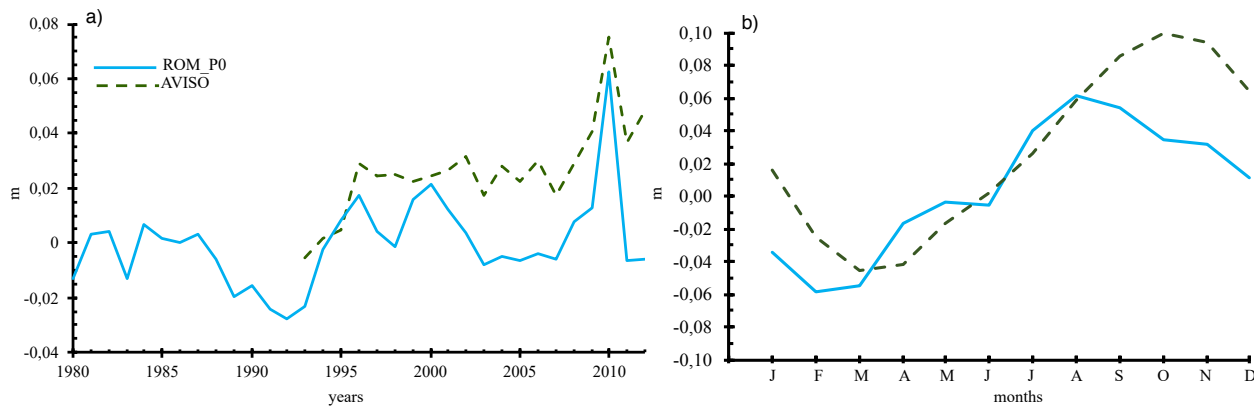 a)
0,08
0,06
0,04
0,02
0
-0,02
-0,04
m
ROM_P0
AVISO
1980 1985 1990 1995 2000 2005 2010
years
b)
0,10
0,08
0,06
0,04
0,02
0,00
-0,02
-0,04
-0,06
-0,08
-0,10
m
J F M A M J J A S O N D
months